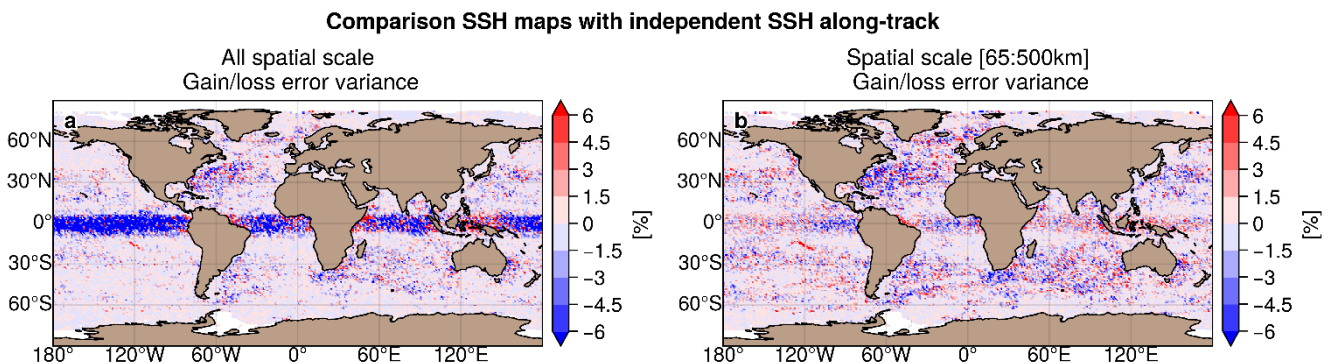 Comparison SSH maps with independent SSH along-track
All spatial scale
Gain/loss error variance
a
60°N
30°N
0°
30°S
60°S
180°
120°W
60°W
0°
60°E
120°E
6
4.5
3
1.5
0
−1.5
−3
−4.5
−6
[%]
Spatial scale [65:500km]
Gain/loss error variance
b
60°N
30°N
0°
30°S
60°S
180°
120°W
60°W
0°
60°E
120°E
6
4.5
3
1.5
0
−1.5
−3
−4.5
−6
[%]